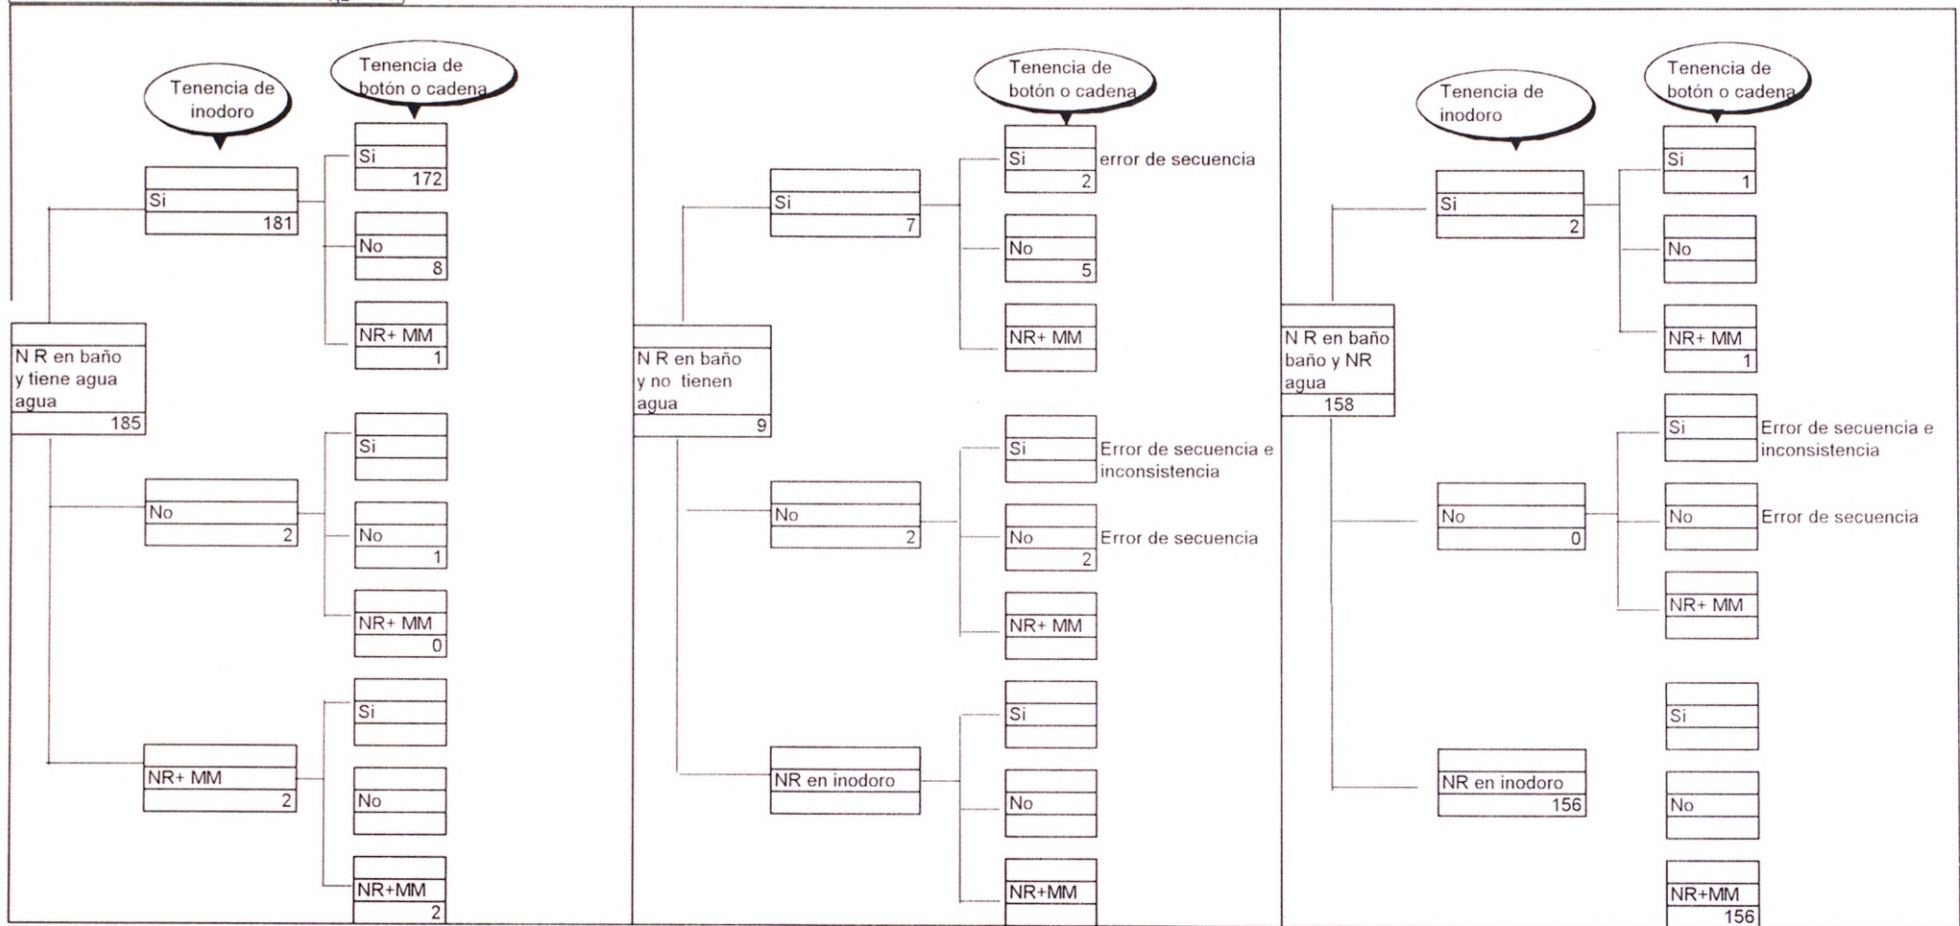 Tenencia de
inodoro
Tenencia de
botón o cadena
Si
172
Si
181
No
8
NR+ MM
1
N R en baño
y tiene agua
agua
185
Si
No
2
No
1
NR+ MM
0
Si
NR+ MM
2
No
NR+MM
2
Tenencia de
botón o cadena
Si
error de secuencia
2
Si
7
No
5
NR+ MM
N R en baño
y no tienen
agua
9
Si
Error de secuencia e
inconsistencia
No
2
No
Error de secuencia
2
NR+ MM
Si
NR en inodoro
No
NR+MM
Tenencia de
inodoro
Tenencia de
botón o cadena
Si
1
Si
2
No
NR+ MM
1
N R en baño
baño y NR
agua
158
Si
Error de secuencia e
inconsistencia
No
0
No
Error de secuencia
NR+ MM
Si
NR en inodoro
156
No
NR+MM
156